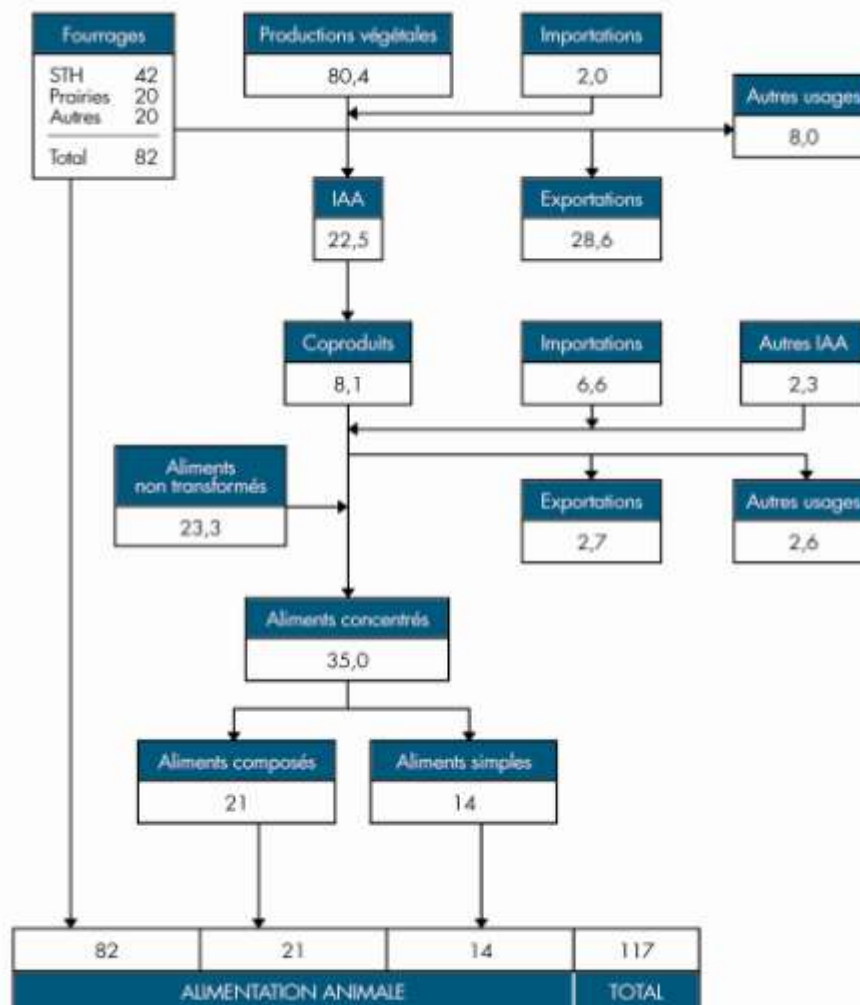 Fourrages
STH 42
Prairies 20
Autres 20
Total 82
Productions végétales
80,4
Importations
2,0
Autres usages
8,0
IAA
22,5
Exportations
28,6
Coproduits
8,1
Importations
6,6
Autres IAA
2,3
Aliments
non transformés
23,3
Exportations
2,7
Autres usages
2,6
Aliments concentrés
35,0
Aliments composés
21
Aliments simples
14
82 21 14 117
ALIMENTATION ANIMALE TOTAL